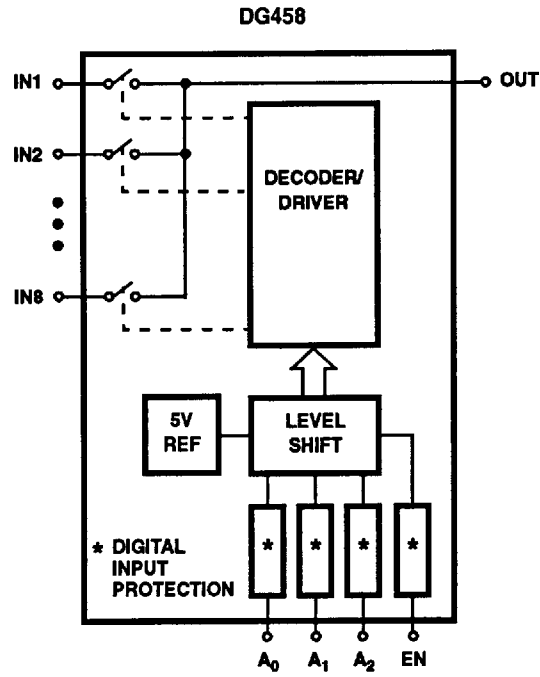 DG458
IN1
OUT
IN2
DECODER/
DRIVER
IN8
5V
REF
LEVEL
SHIFT
* * * *
* DIGITAL
INPUT
PROTECTION
A0 A1 A2 EN